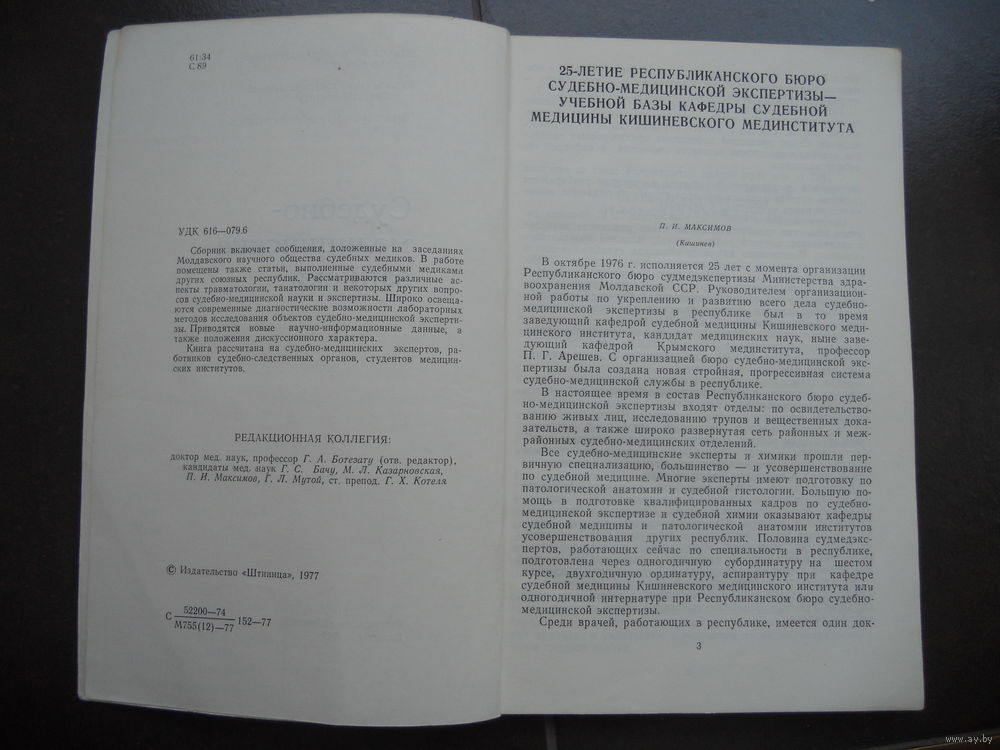 61·34
С 89
УДК 616—079.6
Сборник включает сообщения, доложенные на заседаниях
Молдавского научного общества судебных медиков. В работе
помещены также статьи, выполненные судебными медиками
других союзных республик. Рассматриваются различные ас-
пекты травматологии, танатологии и некоторых других вопро-
сов судебно-медицинской науки и экспертизы. Широко освеща-
ются современные диагностические возможности лабораторных
методов исследования объектов судебно-медицинской эксперти-
зы. Приводятся новые научно-информационные данные, а
также положения дискуссионного характера.
Книга рассчитана на судебно-медицинских экспертов, ра-
ботников судебно-следственных органов, студентов медицин-
ских институтов.
РЕДАКЦИОННАЯ КОЛЛЕГИЯ:
доктор мед. наук, профессор Г. А. Ботезату (отв. редактор),
кандидаты мед. наук Г. С. Бачу, М. Л. Казарновская,
П. И. Максимов, Г. Л. Мутой, ст. препод. Г. Х. Котеля
© Издательство «Штиинца», 1977
С 52200—74 152—77
М755(12)—77
25-ЛЕТИЕ РЕСПУБЛИКАНСКОГО БЮРО
СУДЕБНО-МЕДИЦИНСКОЙ ЭКСПЕРТИЗЫ—
УЧЕБНОЙ БАЗЫ КАФЕДРЫ СУДЕБНОЙ
МЕДИЦИНЫ КИШИНЕВСКОГО МЕДИНСТИТУТА
П. И. МАКСИМОВ
(Кишинев)
В октябре 1976 г. исполняется 25 лет с момента организации
Республиканского бюро судмедэкспертизы Министерства здра-
воохранения Молдавской ССР. Руководителем организацион-
ной работы по укреплению и развитию всего дела судебно-
медицинской экспертизы в республике был в то время
заведующий кафедрой судебной медицины Кишиневского меди-
цинского института, кандидат медицинских наук, ныне заве-
дующий кафедрой Крымского мединститута, профессор
П. Г. Арешев. С организацией бюро судебно-медицинской экс-
пертизы была создана новая стройная, прогрессивная система
судебно-медицинской службы в республике.
В настоящее время в состав Республиканского бюро судеб-
но-медицинской экспертизы входят отделы: по освидетельство-
ванию живых лиц, исследованию трупов и вещественных дока-
зательств, а также широко развернутая сеть районных и меж-
районных судебно-медицинских отделений.
Все судебно-медицинские эксперты и химики прошли пер-
вичную специализацию, большинство — и усовершенствование
по судебной медицине. Многие эксперты имеют подготовку по
патологической анатомии и судебной гистологии. Большую по-
мощь в подготовке квалифицированных кадров по судебно-
медицинской экспертизе и судебной химии оказывают кафедры
судебной медицины и патологической анатомии институтов
усовершенствования других республик. Половина судмедэкс-
пертов, работающих сейчас по специальности в республике,
подготовлена через одногодичную субординатуру на шестом
курсе, двухгодичную ординатуру, аспирантуру при кафедре
судебной медицины Кишиневского медицинского института или
одногодичной интернатуре при Республиканском бюро судебно-
медицинской экспертизы.
Среди врачей, работающих в республике, имеется один док-
3
www.ay.by